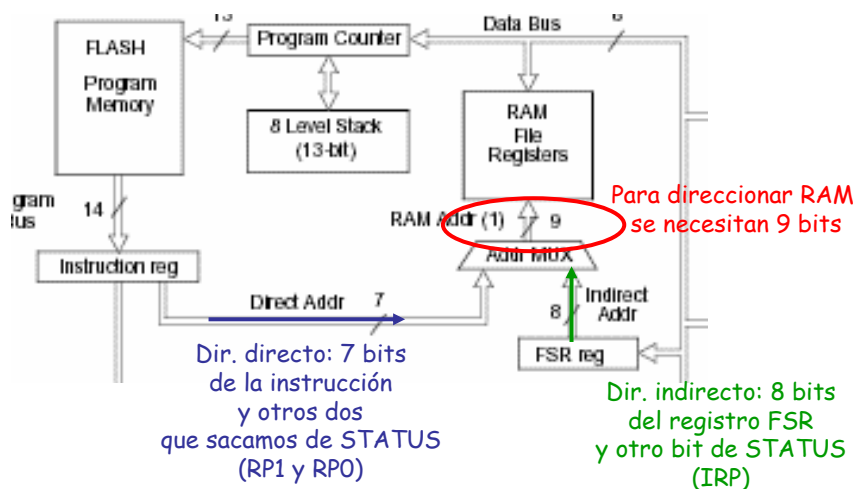 13
Data Bus
8
FLASH
Program
Memory
Program Counter
8 Level Stack
(13-bit)
RAM
File
Registers
gram
14
RAM Addr (1)
9
Para direccionar RAM
se necesitan 9 bits
Addr MUX
Instruction reg
Direct Addr
7
Indirect
Addr
8
FSR reg
Dir. directo: 7 bits
de la instrucción
y otros dos
que sacamos de STATUS
(RP1 y RP0)
Dir. indirecto: 8 bits
del registro FSR
y otro bit de STATUS
(IRP)